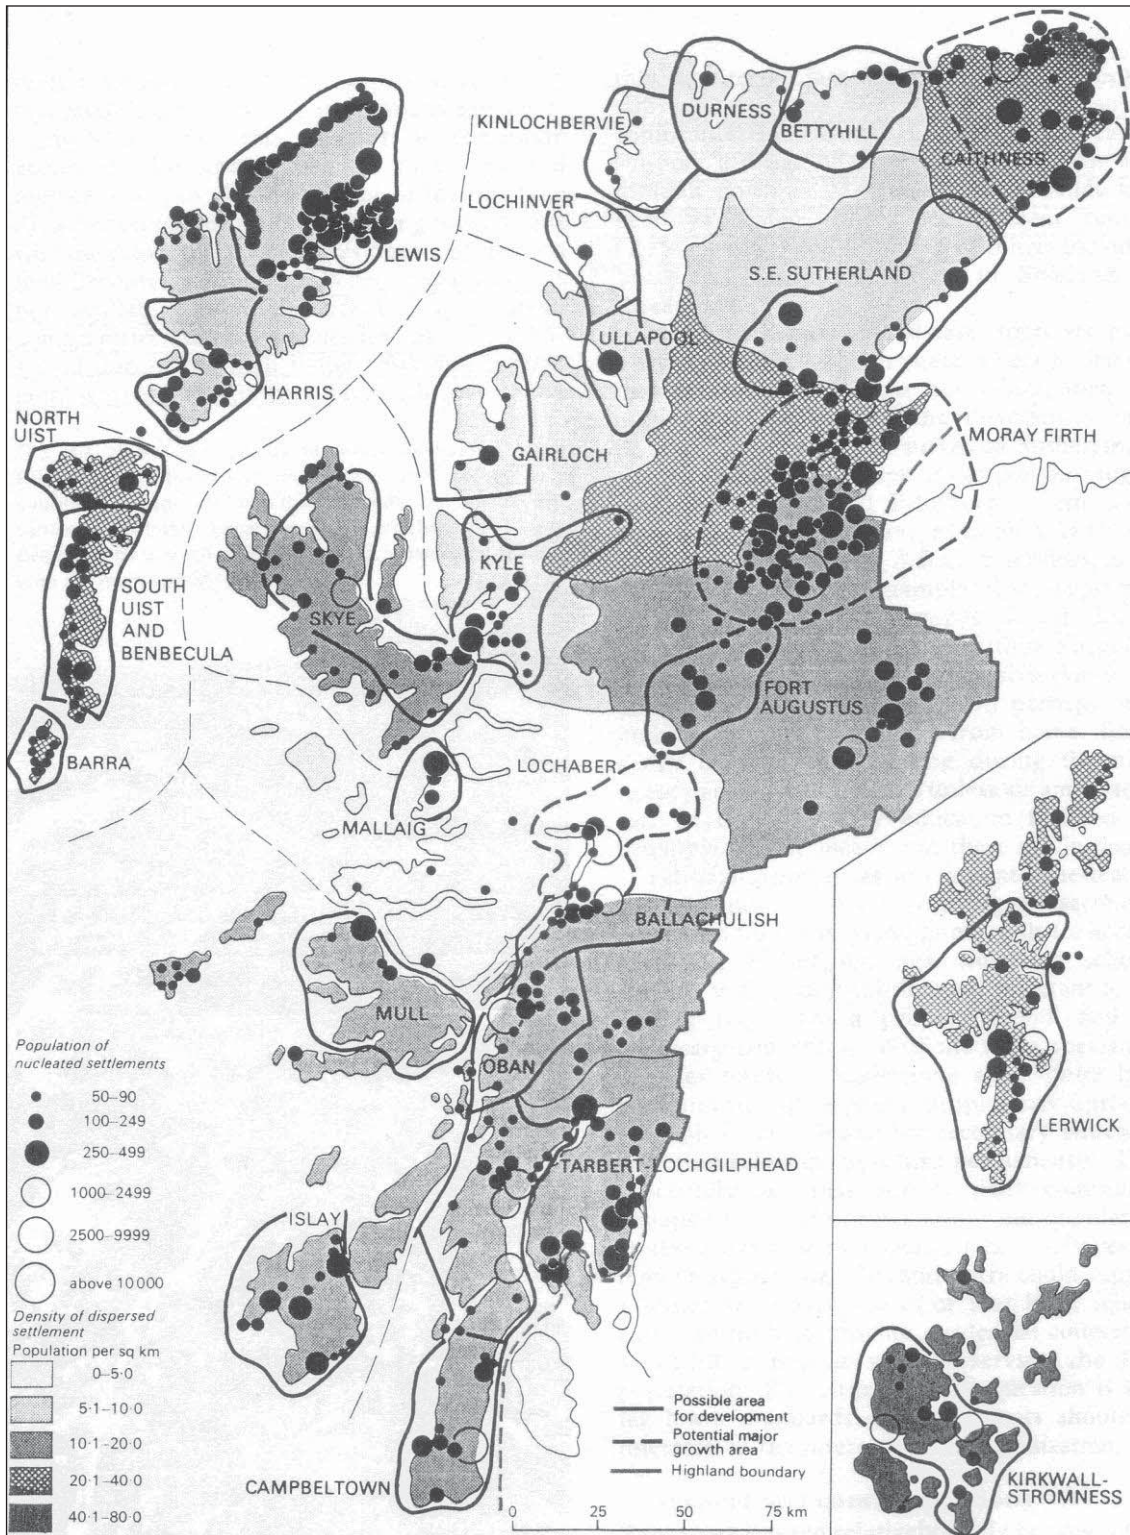 DURNESS
KINLOCHBERVIE
BETTYHILL
CAITHNESS
LOCHINVER
LEWIS
S.E. SUTHERLAND
ULLAPOOL
HARRIS
NORTH
UIST
MORAY FIRTH
GAIRLOCH
KYLE
SOUTH
UIST
AND
BENBECULA
SKYE
FORT
AUGUSTUS
BARRA
LOCHABER
MALLAIG
BALLACHULISH
MULL
OBAN
LERWICK
TARBERT-LOCHGILPHEAD
ISLAY
CAMPBELTOWN
KIRKWALL-
STROMNESS
Population of
nucleated settlements
50–90
100–249
250–499
1000–2499
2500–9999
above 10 000
Density of dispersed
settlement
Population per sq km
0–5·0
5·1–10·0
10·1–20·0
20·1–40·0
40·1–80·0
Possible area
for development
Potential major
growth area
Highland boundary
0 25 50 75 km